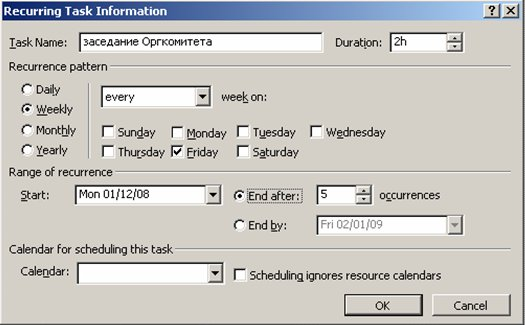 Recurring Task Information
Task Name: заседание Оргкомитета Duration: 2h
Recurrence pattern
Daily
Weekly
Monthly
Yearly
every week on:
Sunday Monday Tuesday Wednesday
Thursday Friday Saturday
Range of recurrence
Start: Mon 01/12/08 End after: 5 occurrences
End by: Fri 02/01/09
Calendar for scheduling this task
Calendar: Scheduling ignores resource calendars
OK Cancel